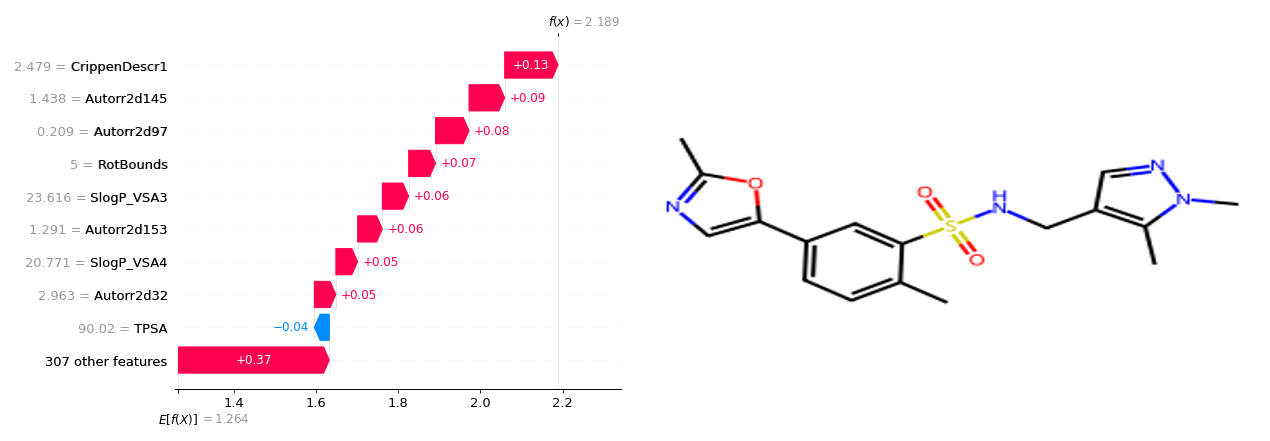 f(x) = 2.189
2.479 = CrippenDescr1 +0.13
1.438 = Autorr2d145 +0.09
0.209 = Autorr2d97 +0.08
5 = RotBounds +0.07
23.616 = SlogP_VSA3 +0.06
1.291 = Autorr2d153 +0.06
20.771 = SlogP_VSA4 +0.05
2.963 = Autorr2d32 +0.05
90.02 = TPSA −0.04
307 other features +0.37
1.4 1.6 1.8 2.0 2.2
E[f(X)] = 1.264
N O O S O H N N N